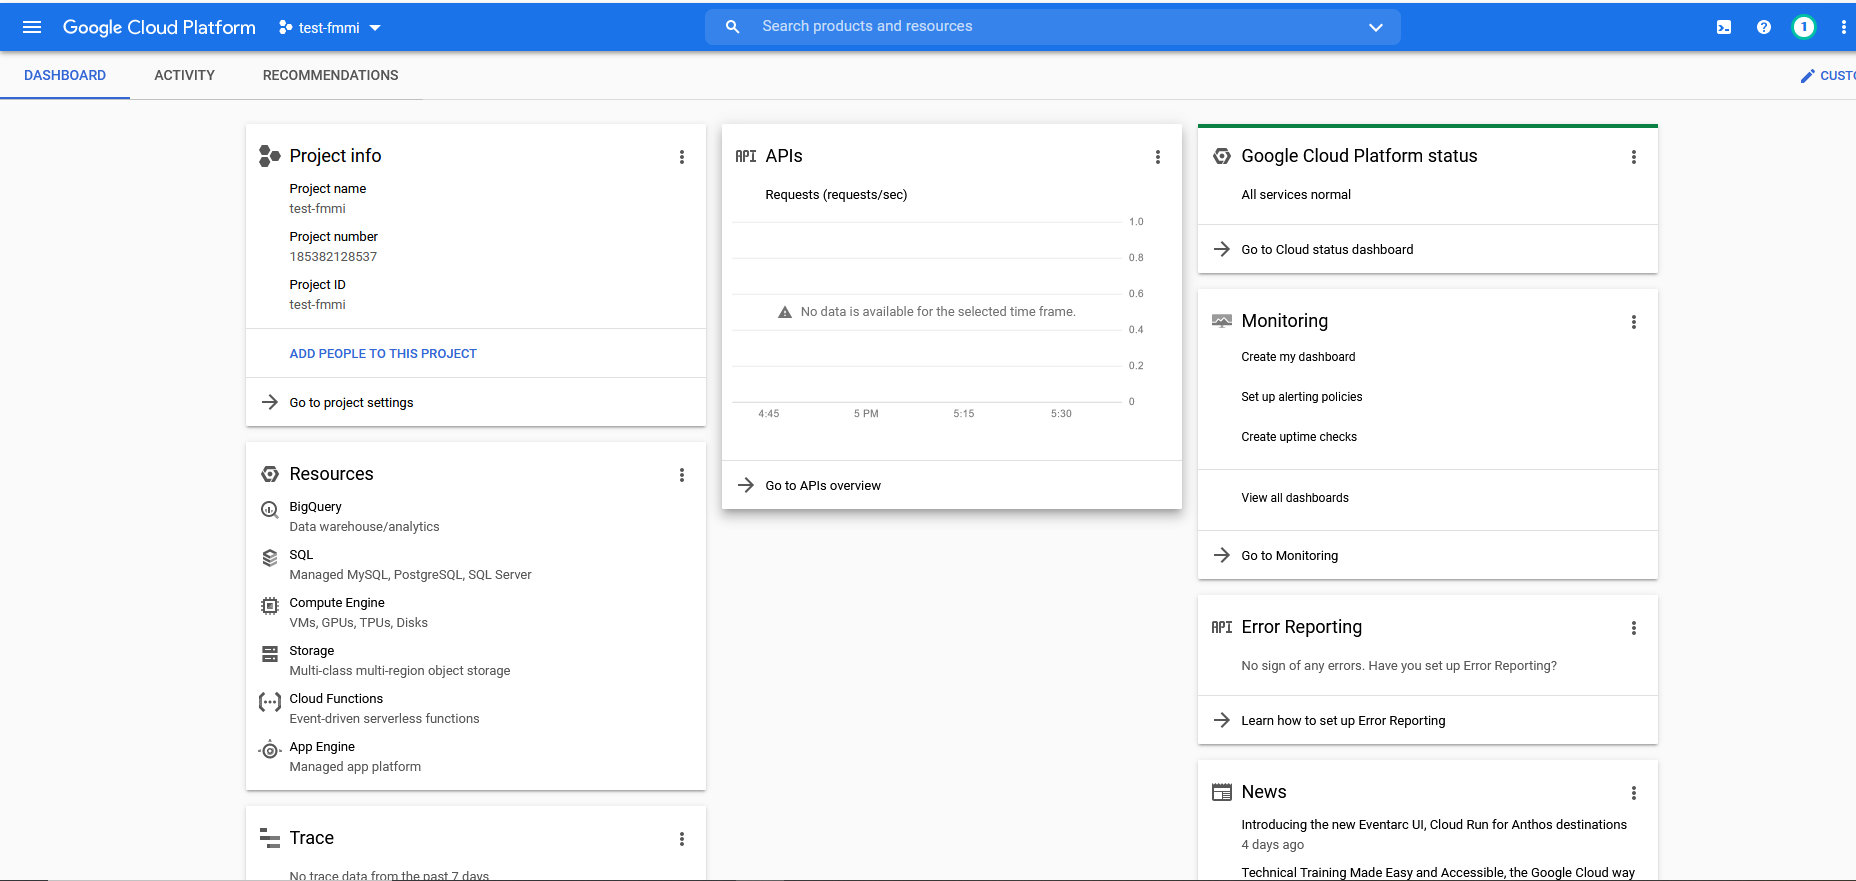 Google Cloud Platform
test-fmmi
Search products and resources
1
DASHBOARD
ACTIVITY
RECOMMENDATIONS
Project info
Project name
test-fmmi
Project number
185382128537
Project ID
test-fmmi
ADD PEOPLE TO THIS PROJECT
Go to project settings
Resources
BigQuery
Data warehouse/analytics
SQL
Managed MySQL, PostgreSQL, SQL Server
Compute Engine
VMs, GPUs, TPUs, Disks
Storage
Multi-class multi-region object storage
Cloud Functions
Event-driven serverless functions
App Engine
Managed app platform
Trace
No trace data from the past 7 days
API APIs
Requests (requests/sec)
1.0
0.8
0.6
No data is available for the selected time frame.
0.4
0.2
0
4:45 5 PM 5:15 5:30
Go to APIs overview
Google Cloud Platform status
All services normal
Go to Cloud status dashboard
Monitoring
Create my dashboard
Set up alerting policies
Create uptime checks
View all dashboards
Go to Monitoring
API Error Reporting
No sign of any errors. Have you set up Error Reporting?
Learn how to set up Error Reporting
News
Introducing the new Eventarc UI, Cloud Run for Anthos destinations
4 days ago
Technical Training Made Easy and Accessible, the Google Cloud way